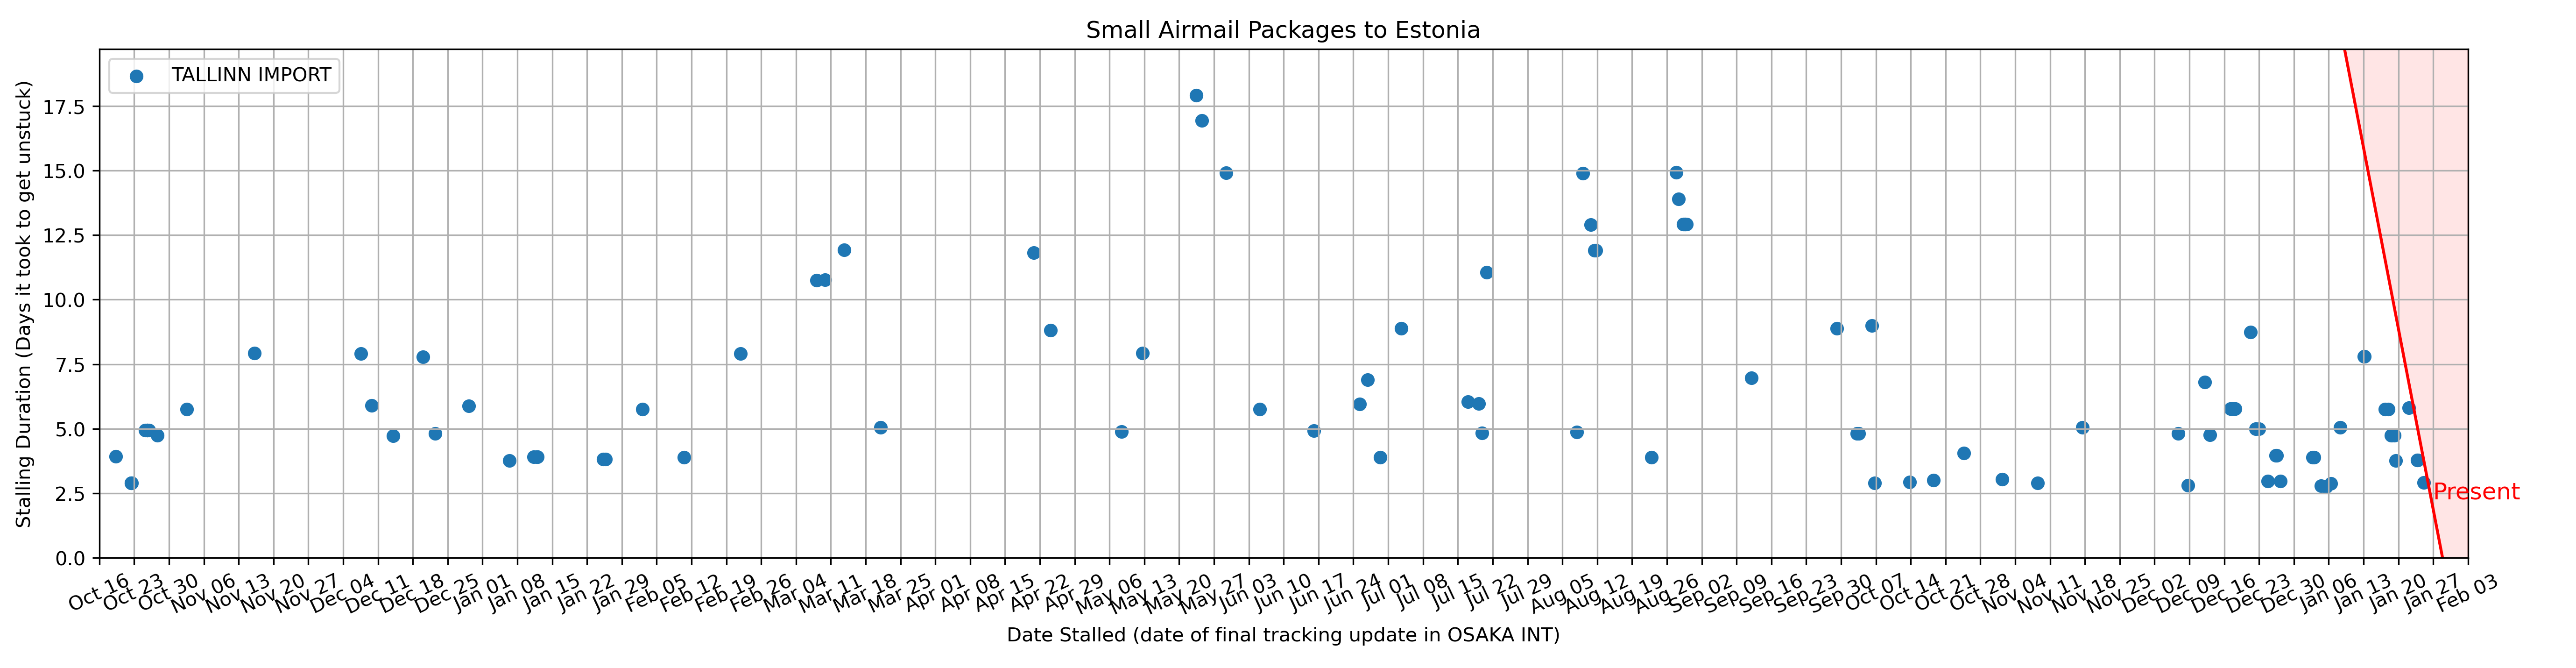 Small Airmail Packages to Estonia
TALLINN IMPORT
Stalling Duration (Days it took to get unstuck)
17.5
15.0
12.5
10.0
7.5
5.0
2.5
0.0
Present
Oct 16 Oct 23 Oct 30 Nov 06 Nov 13 Nov 20 Nov 27 Dec 04 Dec 11 Dec 18 Dec 25 Jan 01 Jan 08 Jan 15 Jan 22 Jan 29 Feb 05 Feb 12 Feb 19 Feb 26 Mar 04 Mar 11 Mar 18 Mar 25 Apr 01 Apr 08 Apr 15 Apr 22 Apr 29 May 06 May 13 May 20 May 27 Jun 03 Jun 10 Jun 17 Jun 24 Jul 01 Jul 08 Jul 15 Jul 22 Jul 29 Aug 05 Aug 12 Aug 19 Aug 26 Sep 02 Sep 09 Sep 16 Sep 23 Sep 30 Oct 07 Oct 14 Oct 21 Oct 28 Nov 04 Nov 11 Nov 18 Nov 25 Dec 02 Dec 09 Dec 16 Dec 23 Dec 30 Jan 06 Jan 13 Jan 20 Jan 27 Feb 03
Date Stalled (date of final tracking update in OSAKA INT)